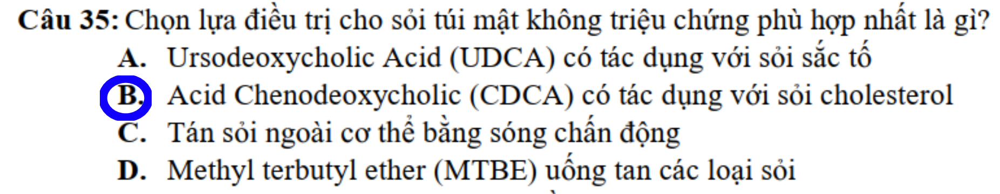 Câu 35: Chọn lựa điều trị cho sỏi túi mật không triệu chứng phù hợp nhất là gì?
A. Ursodeoxycholic Acid (UDCA) có tác dụng với sỏi sắc tố
B. Acid Chenodeoxycholic (CDCA) có tác dụng với sỏi cholesterol
C. Tán sỏi ngoài cơ thể bằng sóng chấn động
D. Methyl terbutyl ether (MTBE) uống tan các loại sỏi